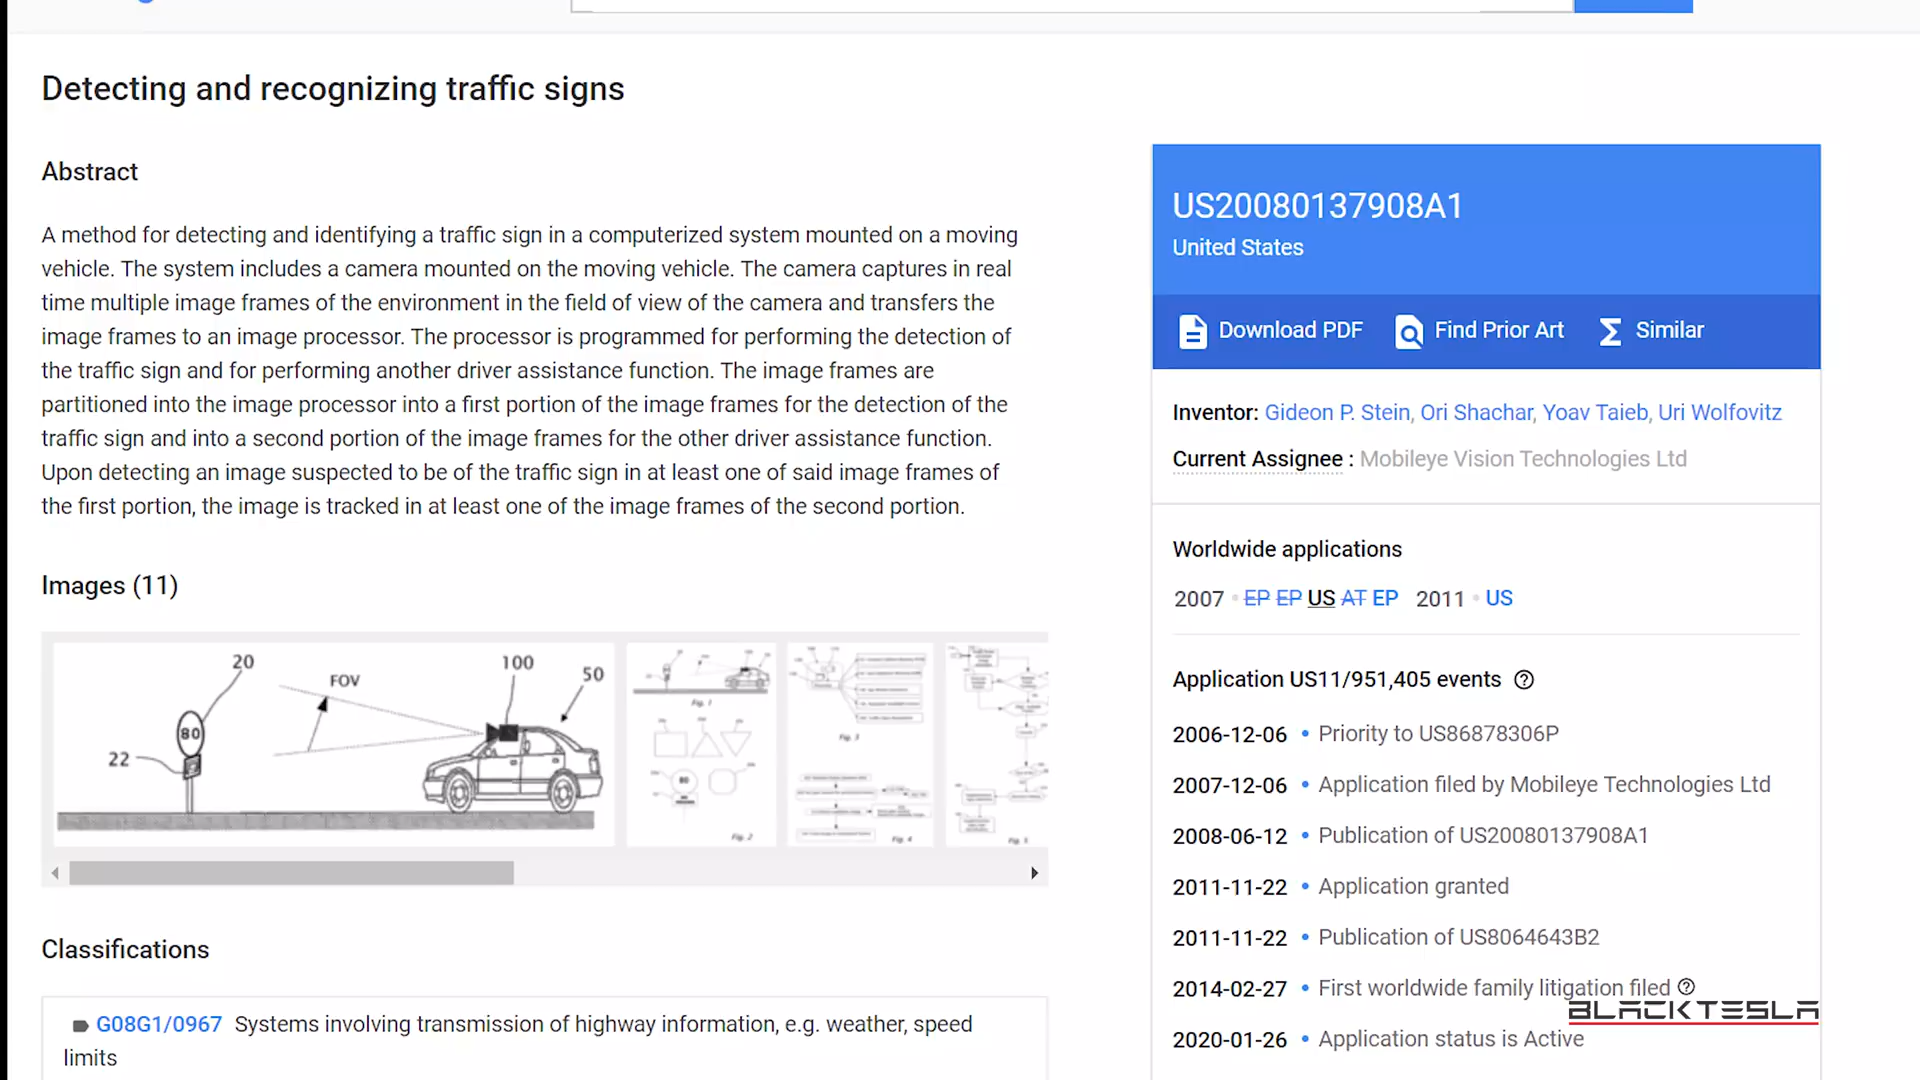 Detecting and recognizing traffic signs
Abstract
A method for detecting and identifying a traffic sign in a computerized system mounted on a moving
vehicle. The system includes a camera mounted on the moving vehicle. The camera captures in real
time multiple image frames of the environment in the field of view of the camera and transfers the
image frames to an image processor. The processor is programmed for performing the detection of
the traffic sign and for performing another driver assistance function. The image frames are
partitioned into the image processor into a first portion of the image frames for the detection of the
traffic sign and into a second portion of the image frames for the other driver assistance function.
Upon detecting an image suspected to be of the traffic sign in at least one of said image frames of
the first portion, the image is tracked in at least one of the image frames of the second portion.
Images (11)
20
FOV
100
50
80
22
Fig. 1
80
Fig. 2
Fig. 3
Fig. 4
Classifications
G08G1/0967 Systems involving transmission of highway information, e.g. weather, speed
limits
US20080137908A1
United States
Download PDF
Find Prior Art
Similar
Inventor: Gideon P. Stein, Ori Shachar, Yoav Taieb, Uri Wolfovitz
Current Assignee : Mobileye Vision Technologies Ltd
Worldwide applications
2007 • EP EP US AT EP 2011 • US
Application US11/951,405 events
2006-12-06 • Priority to US86878306P
2007-12-06 • Application filed by Mobileye Technologies Ltd
2008-06-12 • Publication of US20080137908A1
2011-11-22 • Application granted
2011-11-22 • Publication of US8064643B2
2014-02-27 • First worldwide family litigation filed
BLACKTESLA
2020-01-26 • Application status is Active